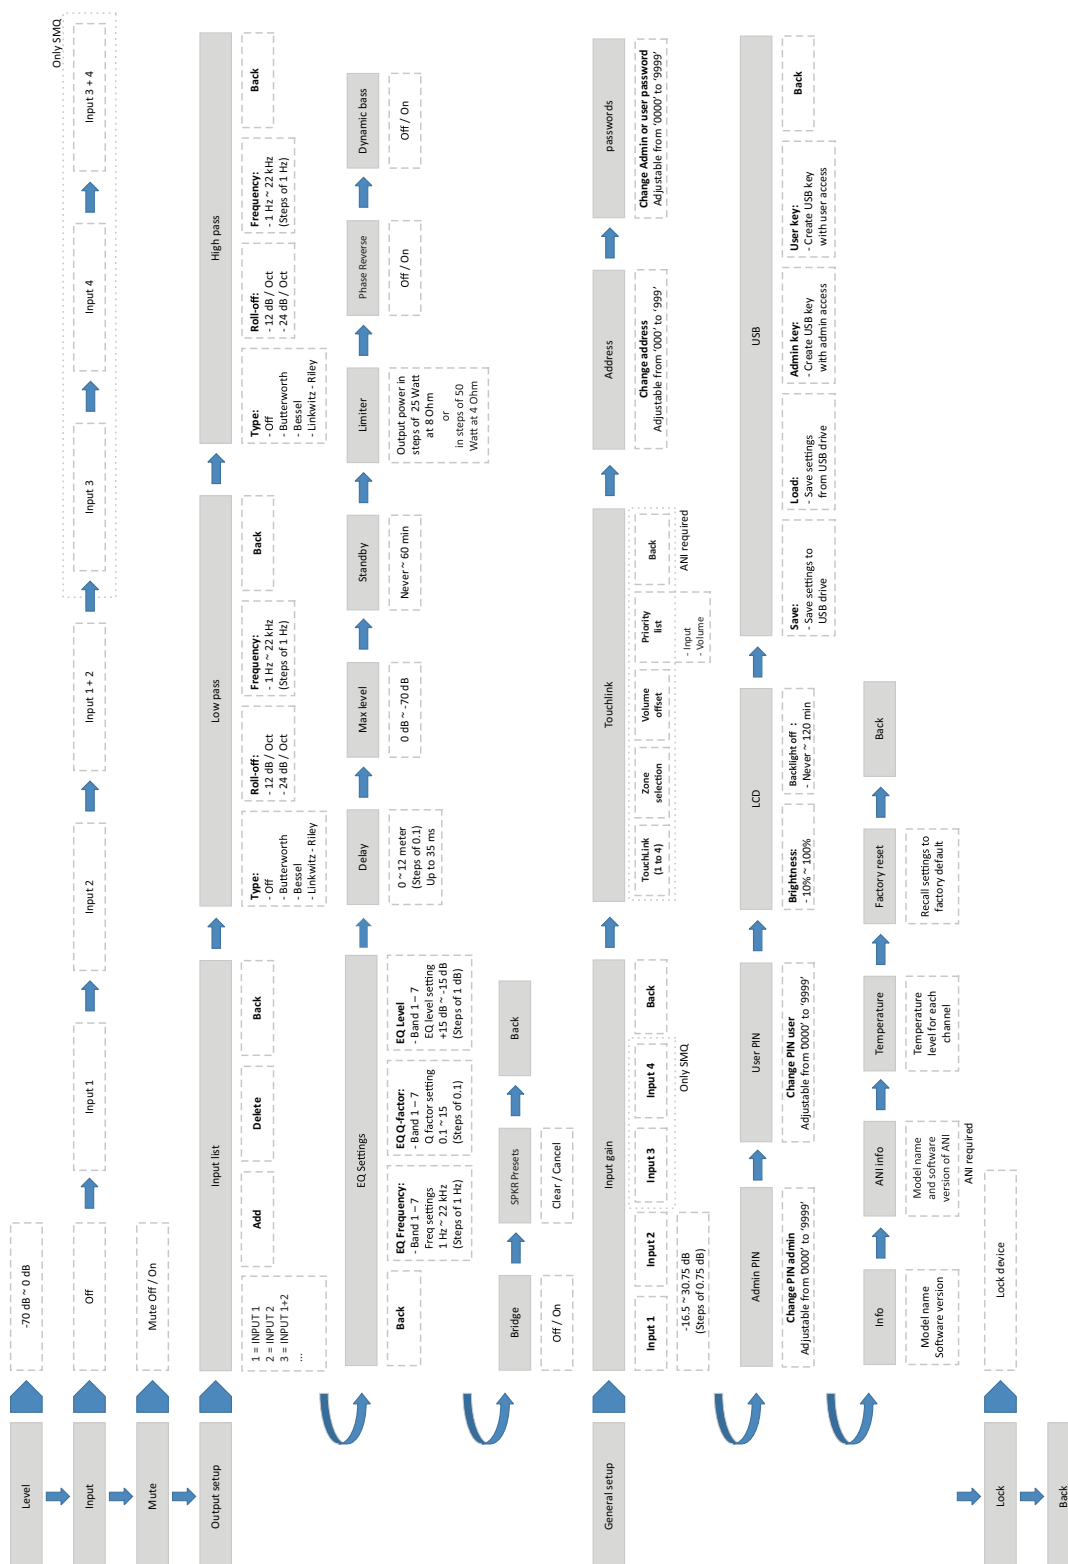 Level
-70 dB ~ 0 dB
Input
Off
Input 1
Input 2
Input 1 + 2
Input 3
Input 4
Input 3 + 4
Only SMQ
Mute
Mute Off / On
Output setup
Input list
1 = INPUT 1
2 = INPUT 2
3 = INPUT 1+2
...
Add
Delete
Back
Low pass
Type:
- Off
- Butterworth
- Bessel
- Linkwitz - Riley
Roll-off:
- 12 dB / Oct
- 24 dB / Oct
Frequency:
- 1 Hz ~ 22 kHz
(Steps of 1 Hz)
Back
High pass
Type:
- Off
- Butterworth
- Bessel
- Linkwitz - Riley
Roll-off:
- 12 dB / Oct
- 24 dB / Oct
Frequency:
- 1 Hz ~ 22 kHz
(Steps of 1 Hz)
Back
EQ Settings
Back
EQ Frequency:
- Band 1 – 7
Freq settings
1 Hz ~ 22 kHz
(Steps of 1 Hz)
EQ Q-factor:
- Band 1 – 7
Q factor setting
0.1 ~ 15
(Steps of 0.1)
EQ Level
- Band 1 – 7
EQ level setting
+15 dB ~ -15 dB
(Steps of 1 dB)
Delay
0 ~ 12 meter
(Steps of 0.1)
Up to 35 ms
Max level
0 dB ~ -70 dB
Standby
Never ~ 60 min
Limiter
Output power in
steps of 25 Watt
at 8 Ohm
or
in steps of 50
Watt at 4 Ohm
Phase Reverse
Off / On
Dynamic bass
Off / On
Bridge
Off / On
SPKR Presets
Clear / Cancel
Back
General setup
Input gain
Input 1
Input 2
Input 3
Input 4
Back
-16.5 ~ 30.75 dB
(Steps of 0.75 dB)
Only SMQ
Touchlink
TouchLink
(1 to 4)
Zone
selection
Volume
offset
Priority
list
- Input
- Volume
Back
ANI required
Address
Change address
Adjustable from ‘000’ to ‘999’
passwords
Change Admin or user password
Adjustable from ‘0000’ to ‘9999’
Admin PIN
Change PIN admin
Adjustable from ‘0000’ to ‘9999’
User PIN
Change PIN user
Adjustable from ‘0000’ to ‘9999’
LCD
Brightness:
- 10% ~ 100%
Backlight off :
- Never ~ 120 min
USB
Save:
- Save settings to
USB drive
Load:
- Save settings
from USB drive
Admin key:
- Create USB key
with admin access
User key:
- Create USB key
with user access
Back
Info
Model name
Software version
ANI info
Model name
and software
version of ANI
ANI required
Temperature
Temperature
level for each
channel
Factory reset
Recall settings to
factory default
Back
Lock
Lock device
Back